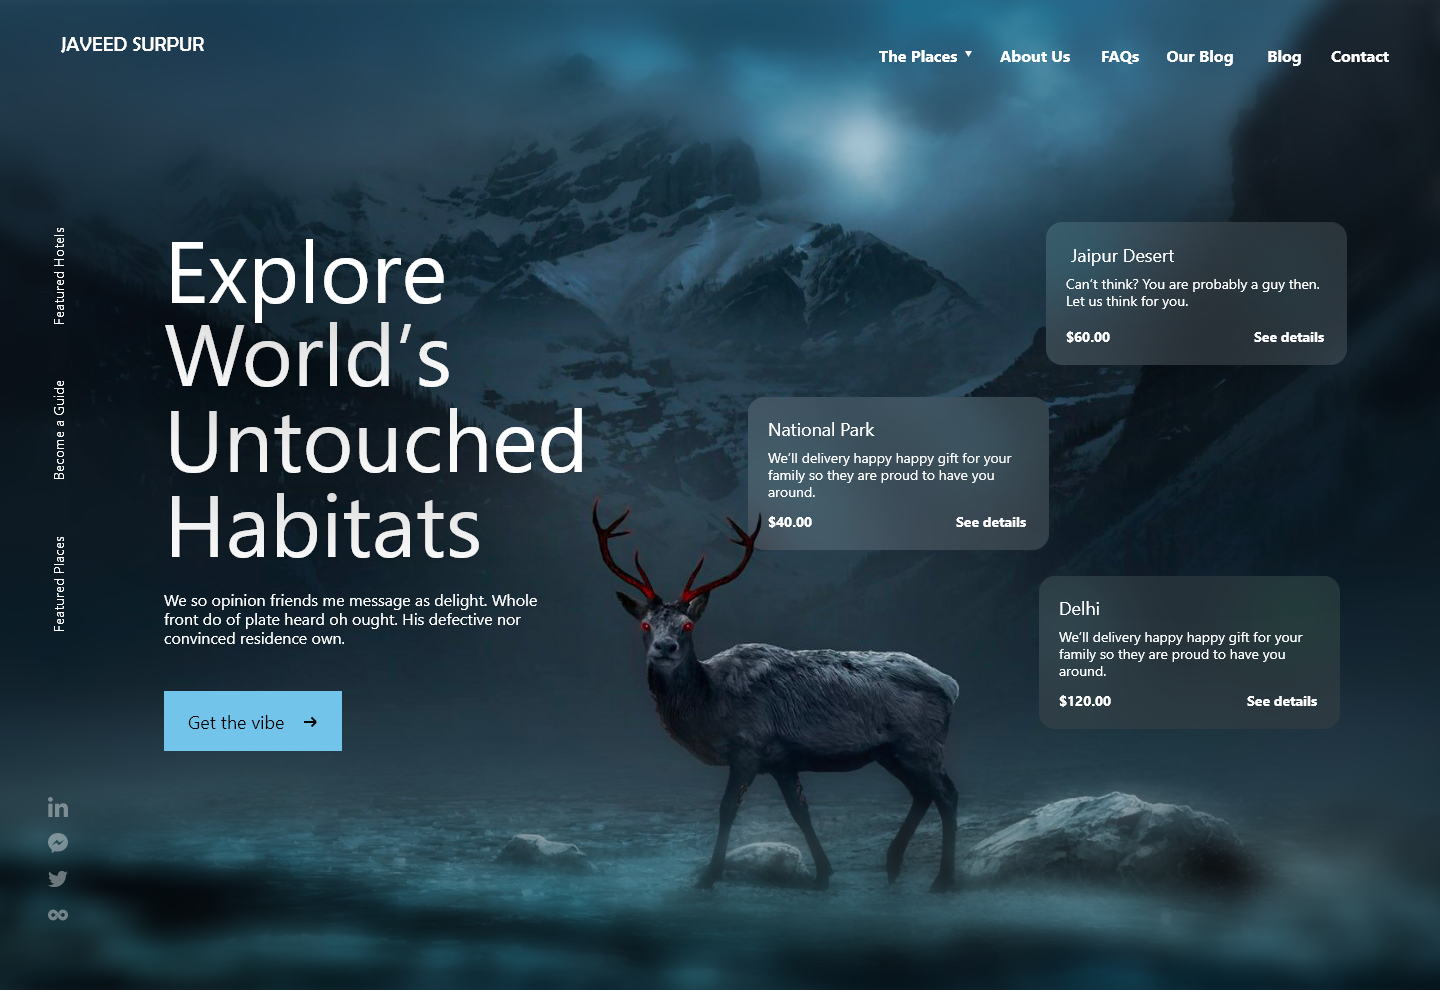 JAVEED SURPUR
The Places
About Us
FAQs
Our Blog
Blog
Contact
Featured Hotels
Become a Guide
Featured Places
Explore
World’s
Untouched
Habitats
We so opinion friends me message as delight. Whole
front do of plate heard oh ought. His defective nor
convinced residence own.
Get the vibe
Jaipur Desert
Can’t think? You are probably a guy then.
Let us think for you.
$60.00
See details
National Park
We’ll delivery happy happy gift for your
family so they are proud to have you
around.
$40.00
See details
Delhi
We’ll delivery happy happy gift for your
family so they are proud to have you
around.
$120.00
See details
in